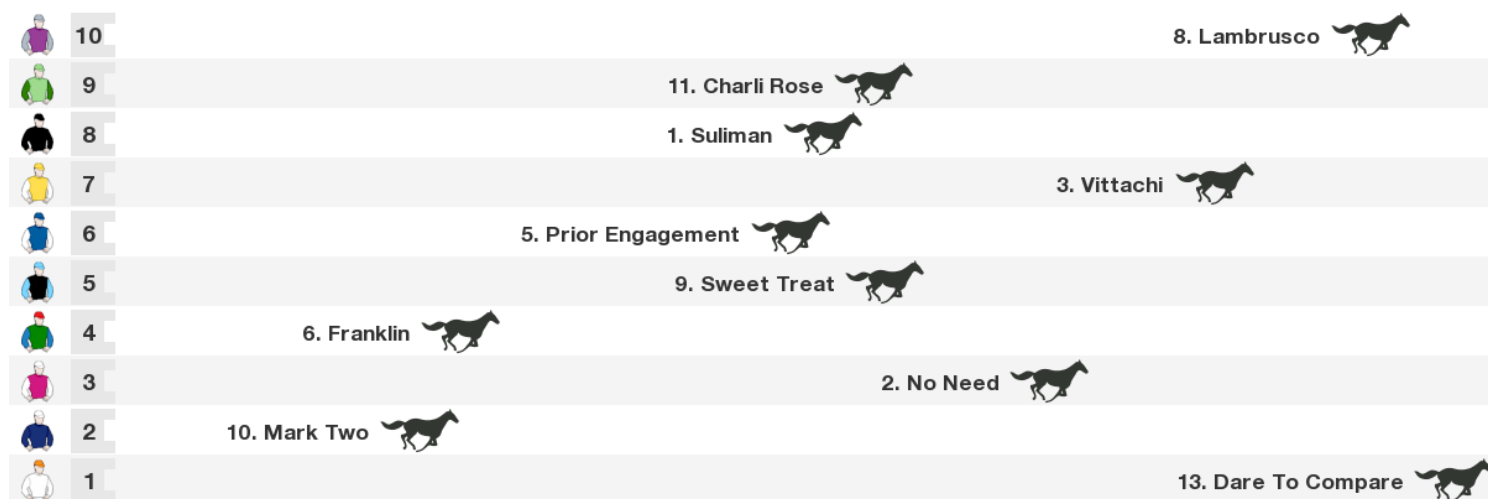 10 8. Lambrusco
9 11. Charli Rose
8 1. Suliman
7 3. Vittachi
6 5. Prior Engagement
5 9. Sweet Treat
4 6. Franklin
3 2. No Need
2 10. Mark Two
1 13. Dare To Compare